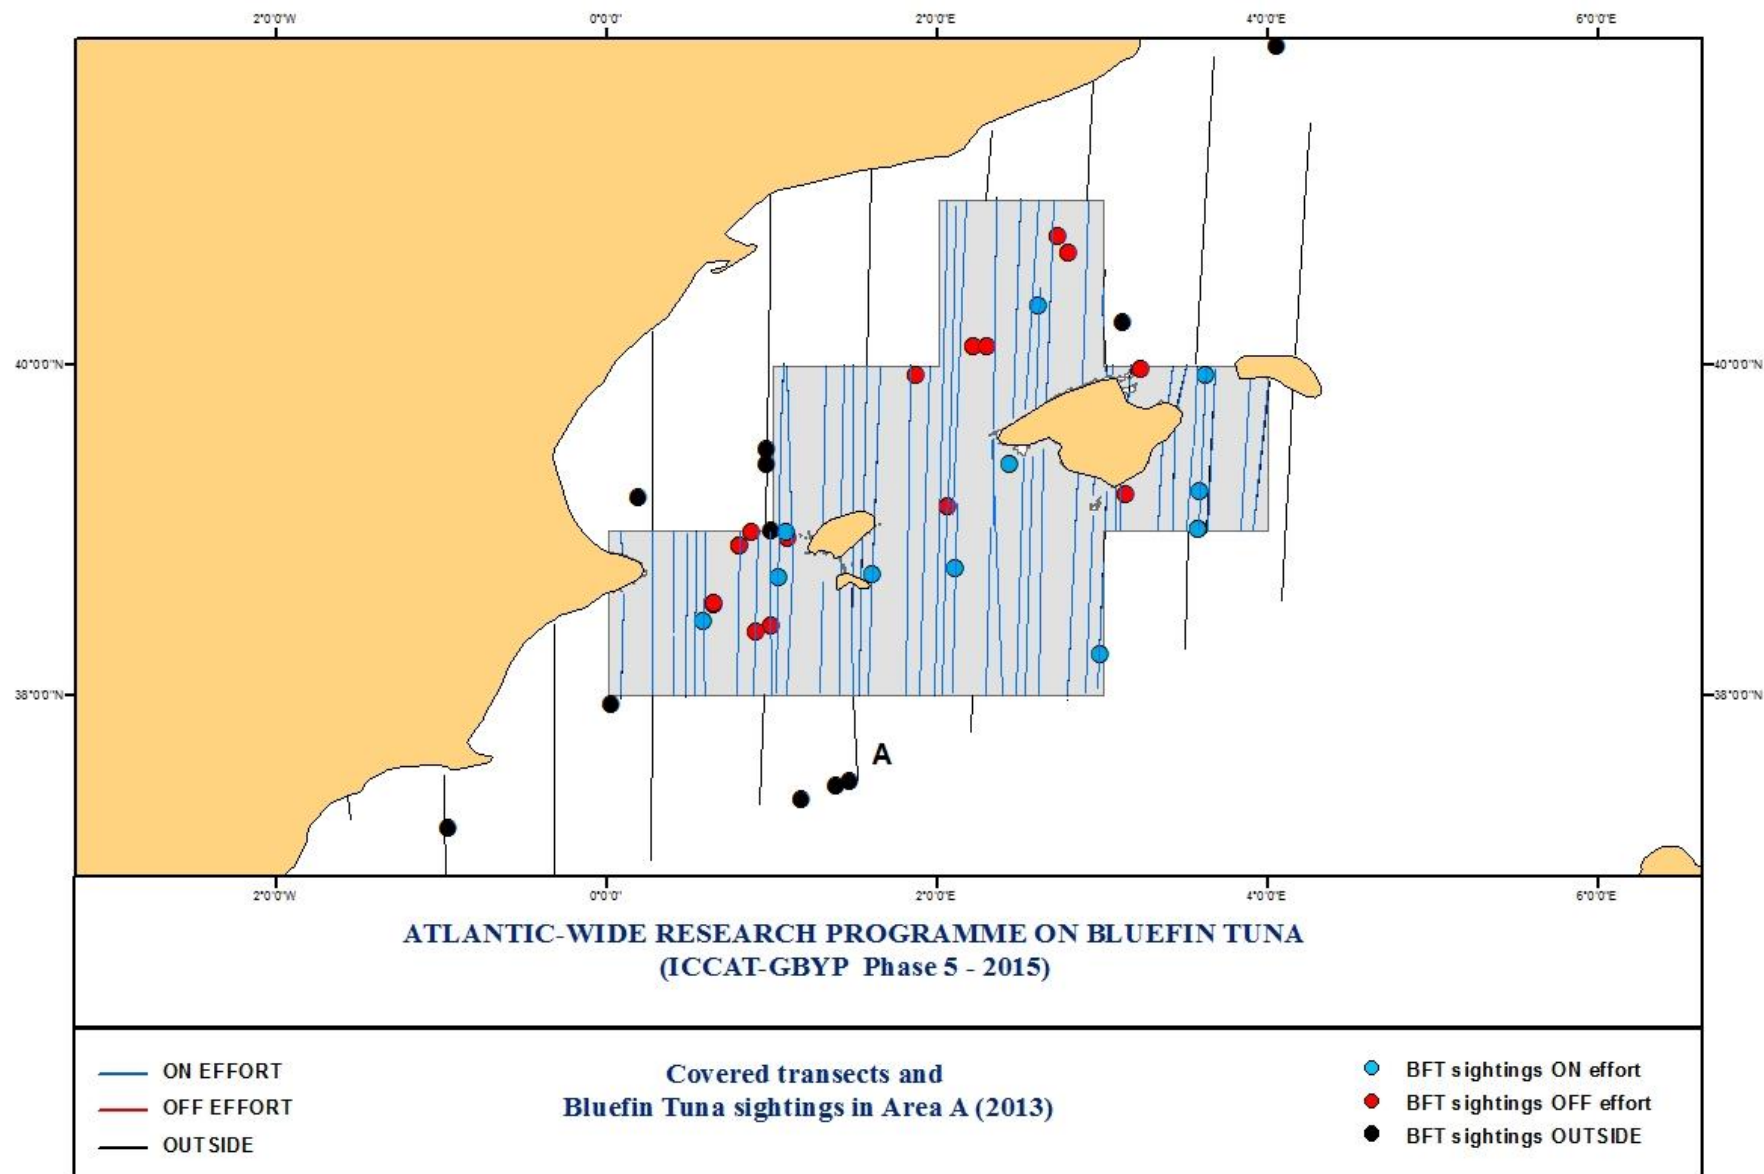 2°0'0"W 0°0'0" 2°0'0"E 4°0'0"E 6°0'0"E
40°0'0"N 40°0'0"N
38°0'0"N 38°0'0"N
A
2°0'0"W 0°0'0" 2°0'0"E 4°0'0"E 6°0'0"E
ATLANTIC-WIDE RESEARCH PROGRAMME ON BLUEFIN TUNA
(ICCAT-GBYP Phase 5 - 2015)
ON EFFORT
OFF EFFORT
OUTSIDE
Covered transects and
Bluefin Tuna sightings in Area A (2013)
BFT sightings ON effort
BFT sightings OFF effort
BFT sightings OUTSIDE